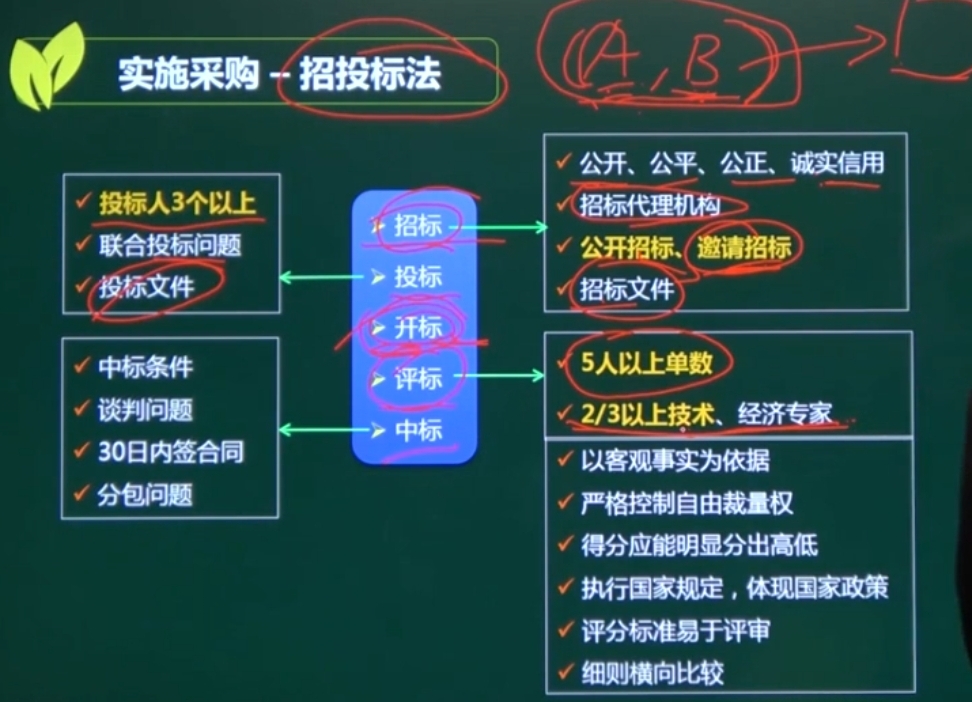 实施采购 – 招投标法
A , B
投标人3个以上
联合投标问题
投标文件
中标条件
谈判问题
30日内签合同
分包问题
招标
投标
开标
评标
中标
公开、公平、公正、诚实信用
招标代理机构
公开招标、邀请招标
招标文件
5人以上单数
2/3以上技术、经济专家
以客观事实为依据
严格控制自由裁量权
得分应能明显分出高低
执行国家规定，体现国家政策
评分标准易于评审
细则横向比较